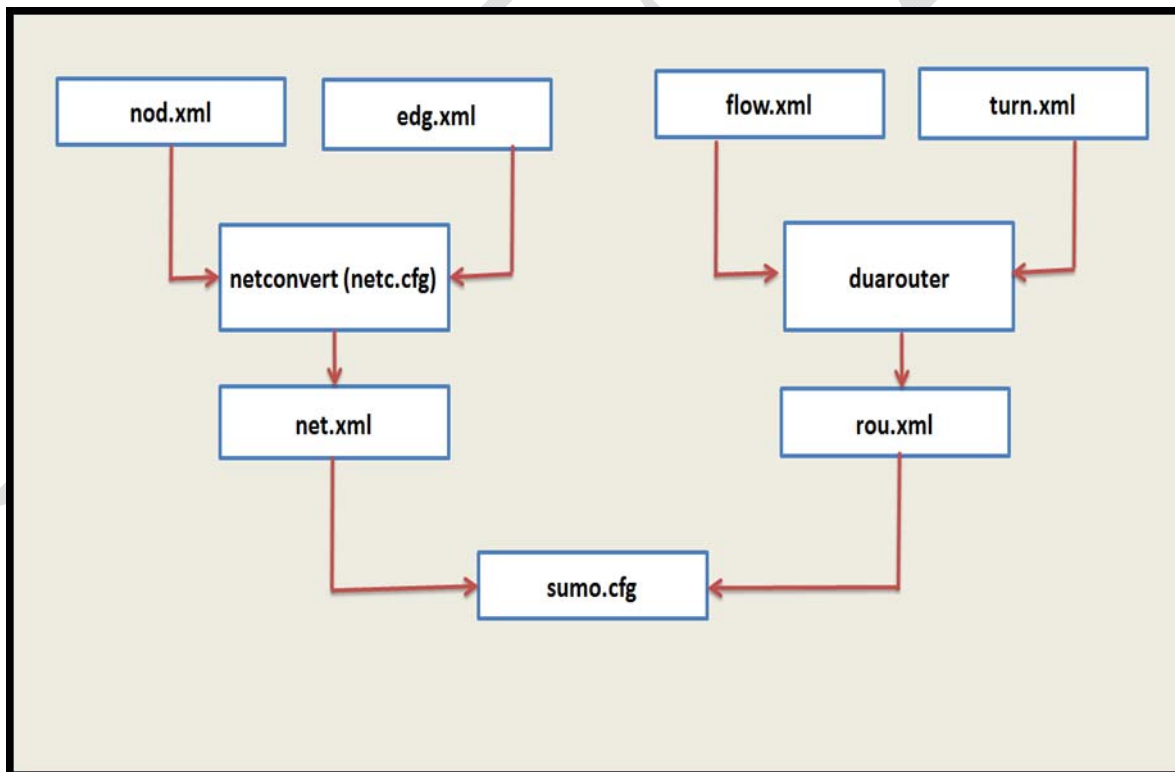 nod.xml
edg.xml
flow.xml
turn.xml
netconvert (netc.cfg)
duarouter
net.xml
rou.xml
sumo.cfg